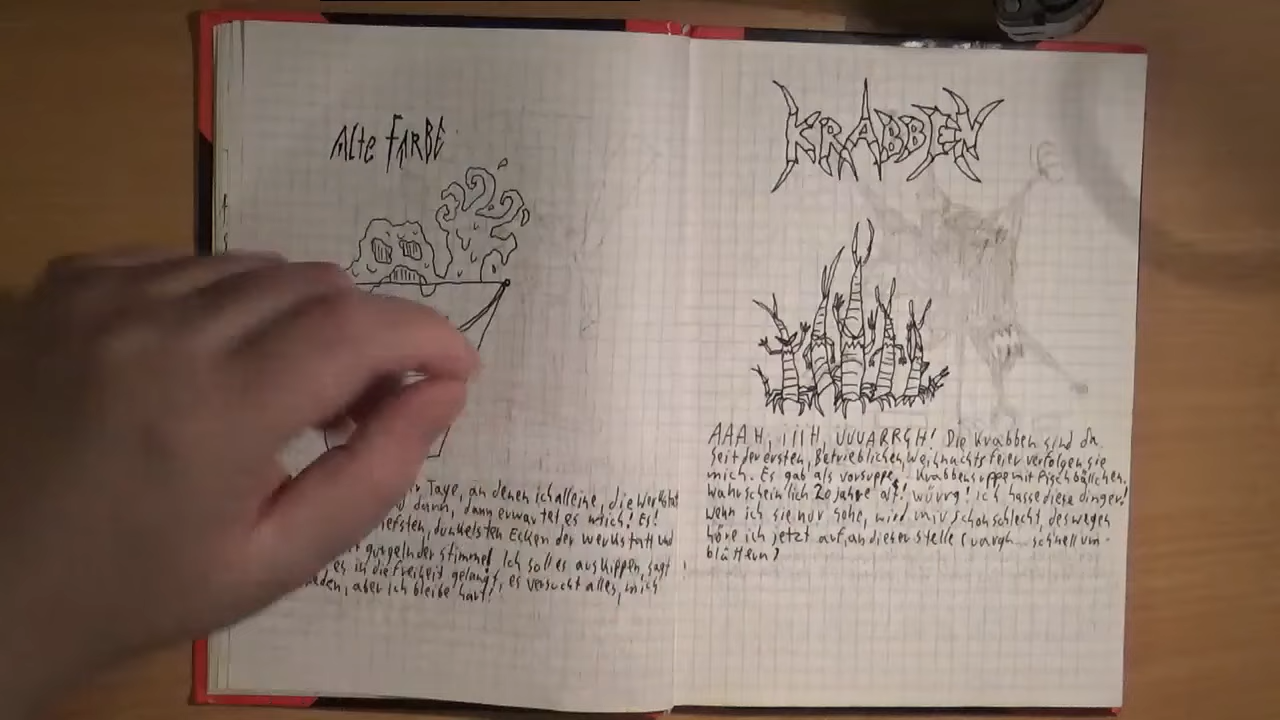 Alte FARBE
Tage, an denen ich alleine, die Werkstat
dann, dann erwartet es mich! Es!
tiefsten, dunkelsten Ecken der werkstatt und
gurgelnder stimme! Ich soll es auskippen, sagt
es in die freiheit gelangt, es versucht alles, mich
aber ich bleibe hart!
KRABBEN
AAAH, iiiH, UUUARRGH! Die Krabben sind da
Seit der ersten, Betrieblichen, weihnachtsfeier verfolgen sie
mich. Es gab als vorsuppe, Krabbensuppe mit Fischbällchen.
wahrscheinlich 20 jahre alt! würrg! ich hasse diese dinger!
wenn ich sie nur sehe, wird mir schon schlecht, deswegen
höre ich jetzt auf, an dieser stelle (uargh... schnell um-
blättern)